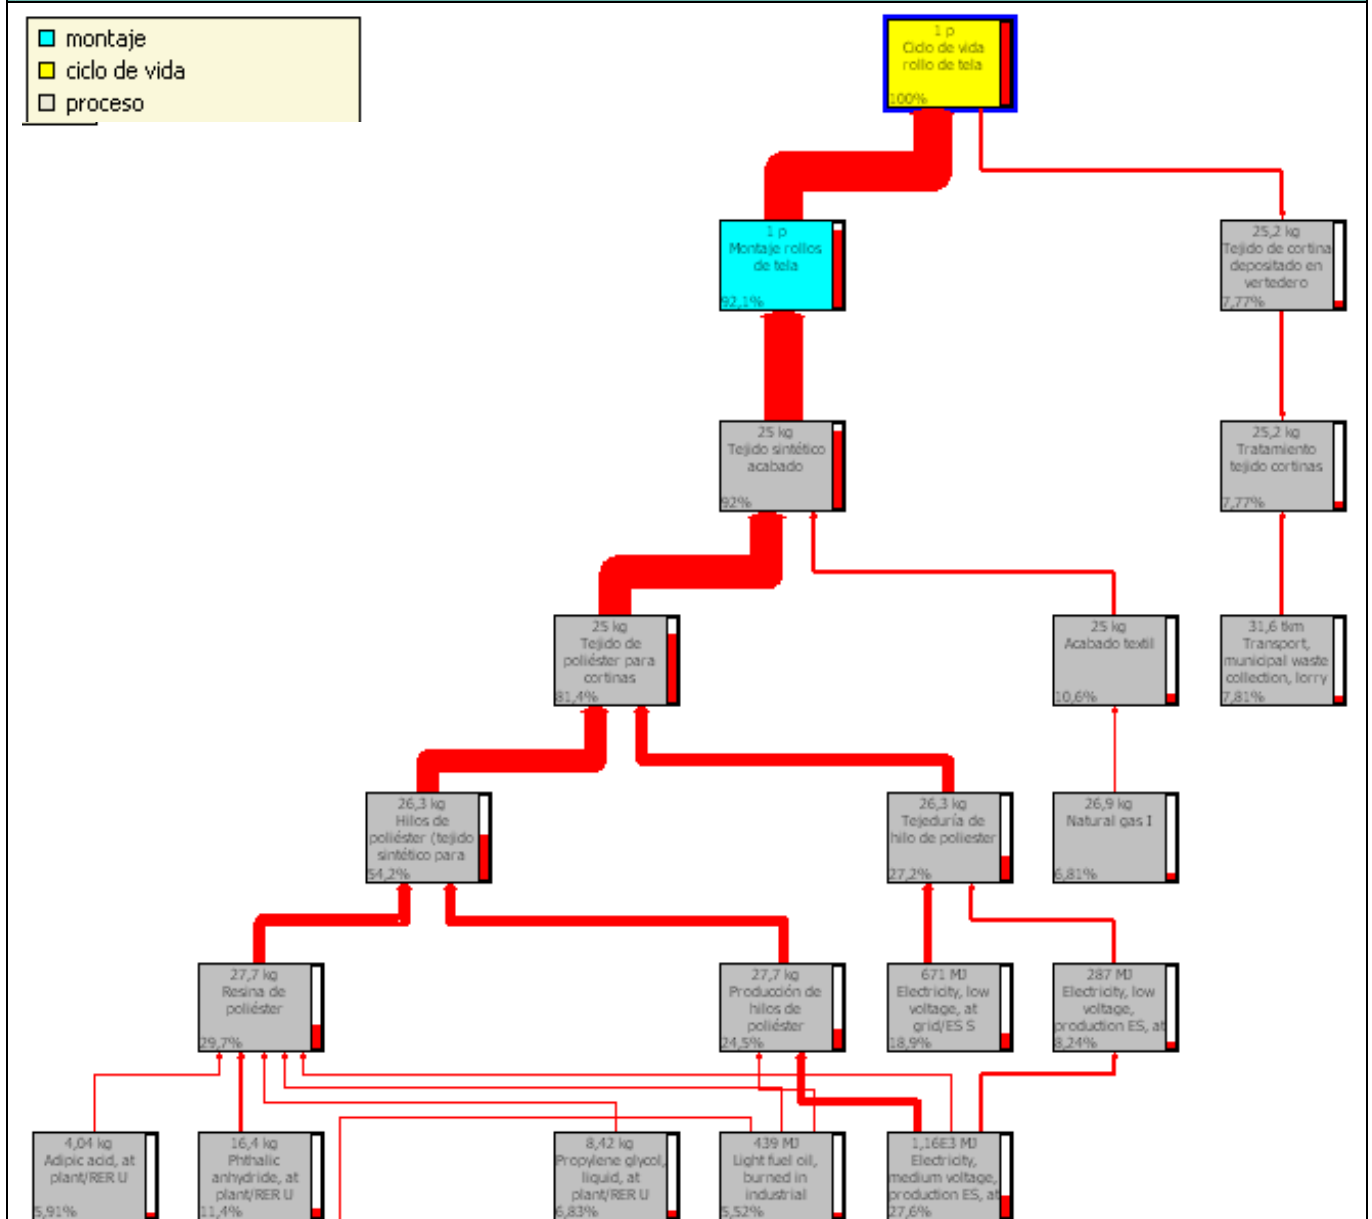 montaje
ciclo de vida
proceso
1 p
Ciclo de vida
rollo de tela
100%
1 p
Montaje rollos
de tela
92,1%
25,2 kg
Tejido de cortina
depositado en
vertedero
7,77%
25 kg
Tejido sintético
acabado
92%
25,2 kg
Tratamiento
tejido cortinas
7,77%
25 kg
Tejido de
poliéster para
cortinas
81,4%
25 kg
Acabado textil
10,6%
31,6 tkm
Transport,
municipal waste
collection, lorry
7,81%
26,3 kg
Hilos de
poliéster (tejido
sintético para
54,2%
26,3 kg
Tejeduría de
hilo de poliester
27,2%
26,9 kg
Natural gas I
6,81%
27,7 kg
Resina de
poliéster
29,7%
27,7 kg
Producción de
hilos de
poliéster
24,5%
671 MJ
Electricity, low
voltage, at
grid/ES S
18,9%
287 MJ
Electricity, low
voltage,
production ES, at
8,24%
4,04 kg
Adipic acid, at
plant/RER U
5,91%
16,4 kg
Phthalic
anhydride, at
plant/RER U
11,4%
8,42 kg
Propylene glycol,
liquid, at
plant/RER U
6,83%
439 MJ
Light fuel oil,
burned in
industrial
5,52%
1,16E3 MJ
Electricity,
medium voltage,
production ES, at
27,6%